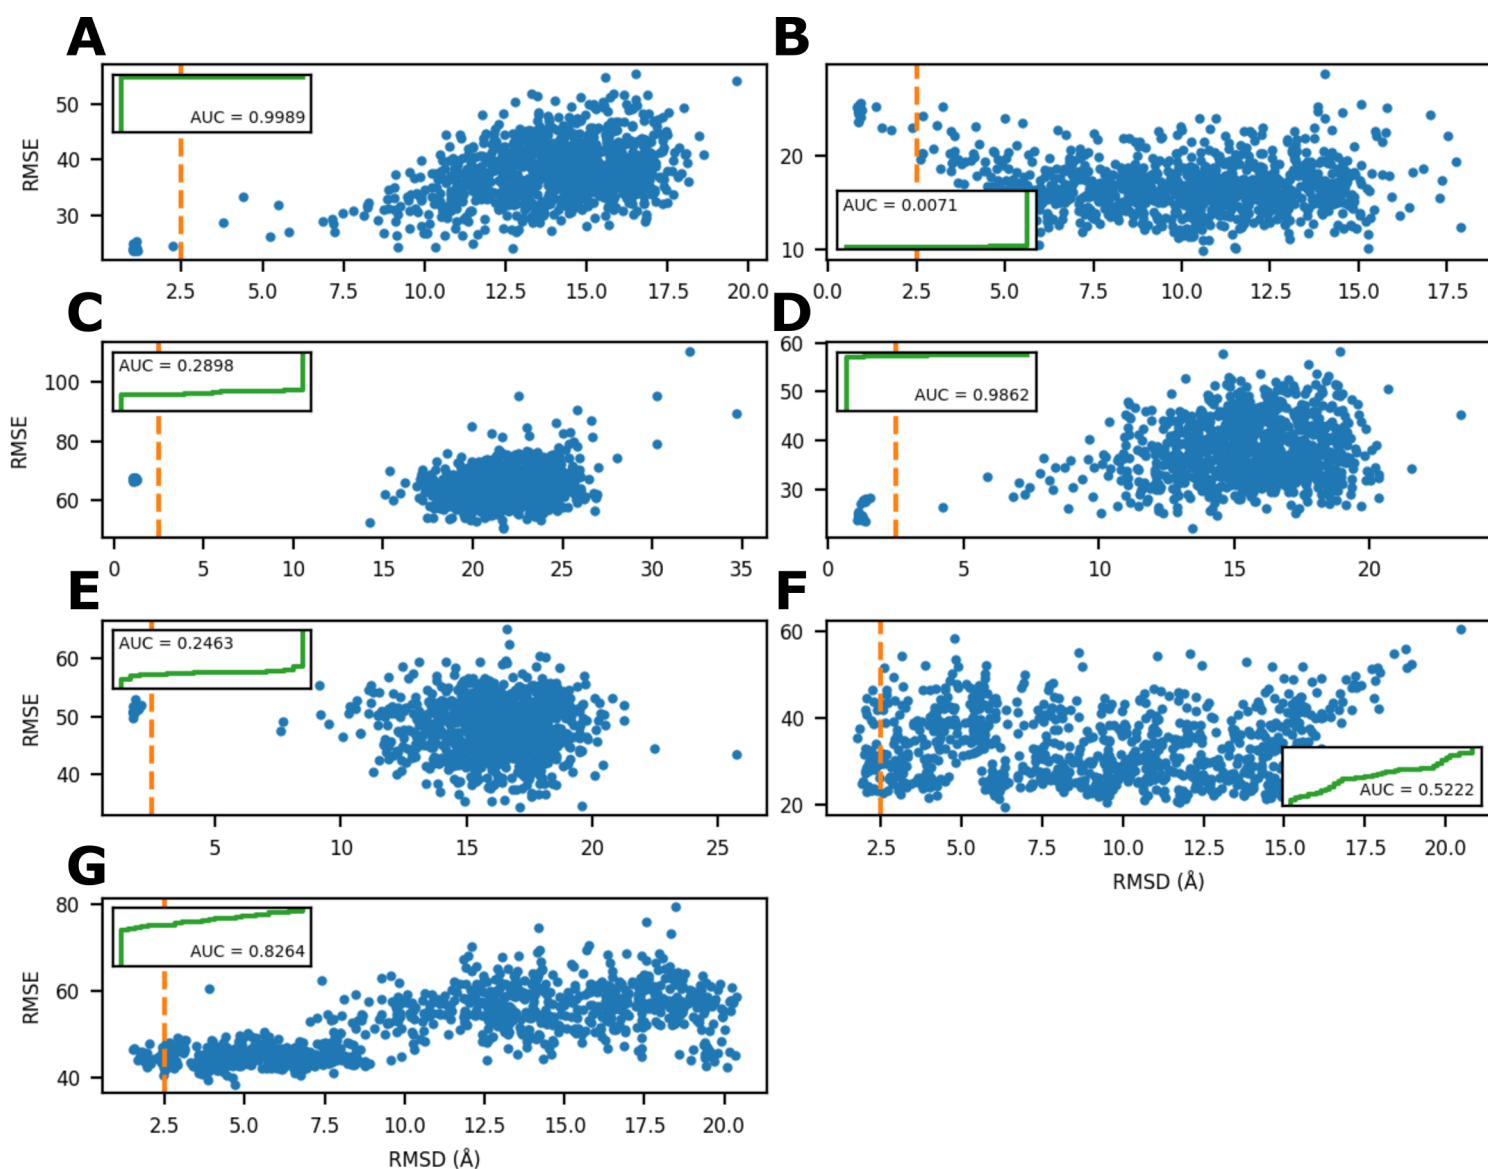 A
RMSE
50
40
30
AUC = 0.9989
2.5 5.0 7.5 10.0 12.5 15.0 17.5 20.0
B
20
10
AUC = 0.0071
0.0 2.5 5.0 7.5 10.0 12.5 15.0 17.5
C
RMSE
100
80
60
AUC = 0.2898
0 5 10 15 20 25 30 35
D
60
50
40
30
AUC = 0.9862
0 5 10 15 20
E
RMSE
60
50
40
AUC = 0.2463
5 10 15 20 25
F
60
40
20
AUC = 0.5222
2.5 5.0 7.5 10.0 12.5 15.0 17.5 20.0
RMSD (Å)
G
RMSE
80
60
40
AUC = 0.8264
2.5 5.0 7.5 10.0 12.5 15.0 17.5 20.0
RMSD (Å)